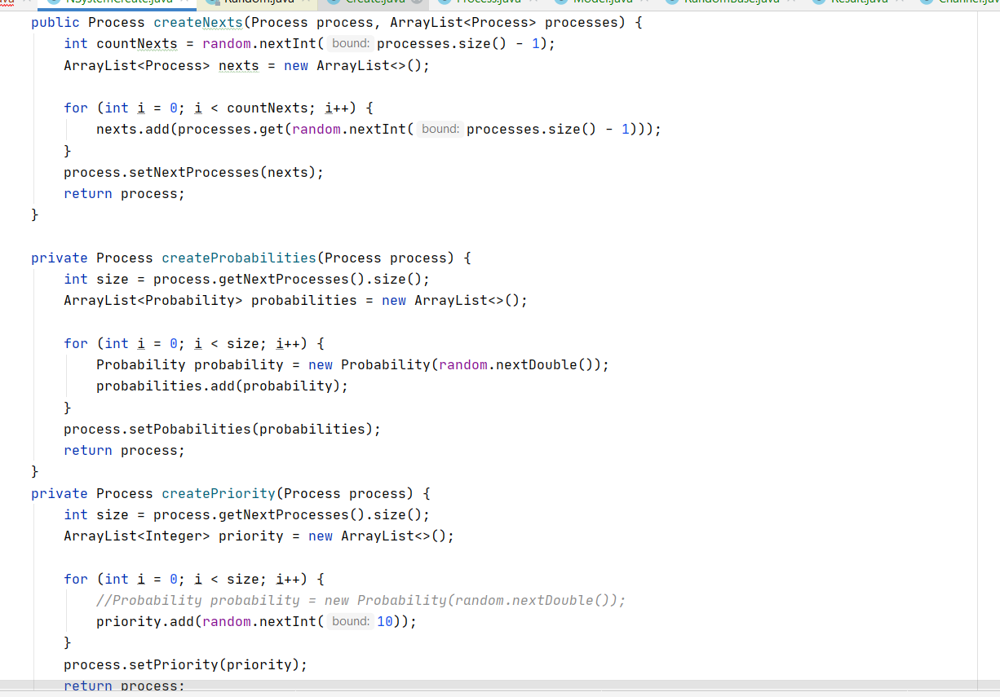 NSystemCreate.java Random.java Create.java Process.java Model.java RandomBase.java Result.java Channel.java
public Process createNexts(Process process, ArrayList<Process> processes) {
int countNexts = random.nextInt( bound: processes.size() - 1);
ArrayList<Process> nexts = new ArrayList<>();
for (int i = 0; i < countNexts; i++) {
nexts.add(processes.get(random.nextInt( bound: processes.size() - 1)));
}
process.setNextProcesses(nexts);
return process;
}
private Process createProbabilities(Process process) {
int size = process.getNextProcesses().size();
ArrayList<Probability> probabilities = new ArrayList<>();
for (int i = 0; i < size; i++) {
Probability probability = new Probability(random.nextDouble());
probabilities.add(probability);
}
process.setPobabilities(probabilities);
return process;
}
private Process createPriority(Process process) {
int size = process.getNextProcesses().size();
ArrayList<Integer> priority = new ArrayList<>();
for (int i = 0; i < size; i++) {
//Probability probability = new Probability(random.nextDouble());
priority.add(random.nextInt( bound: 10));
}
process.setPriority(priority);
return process;